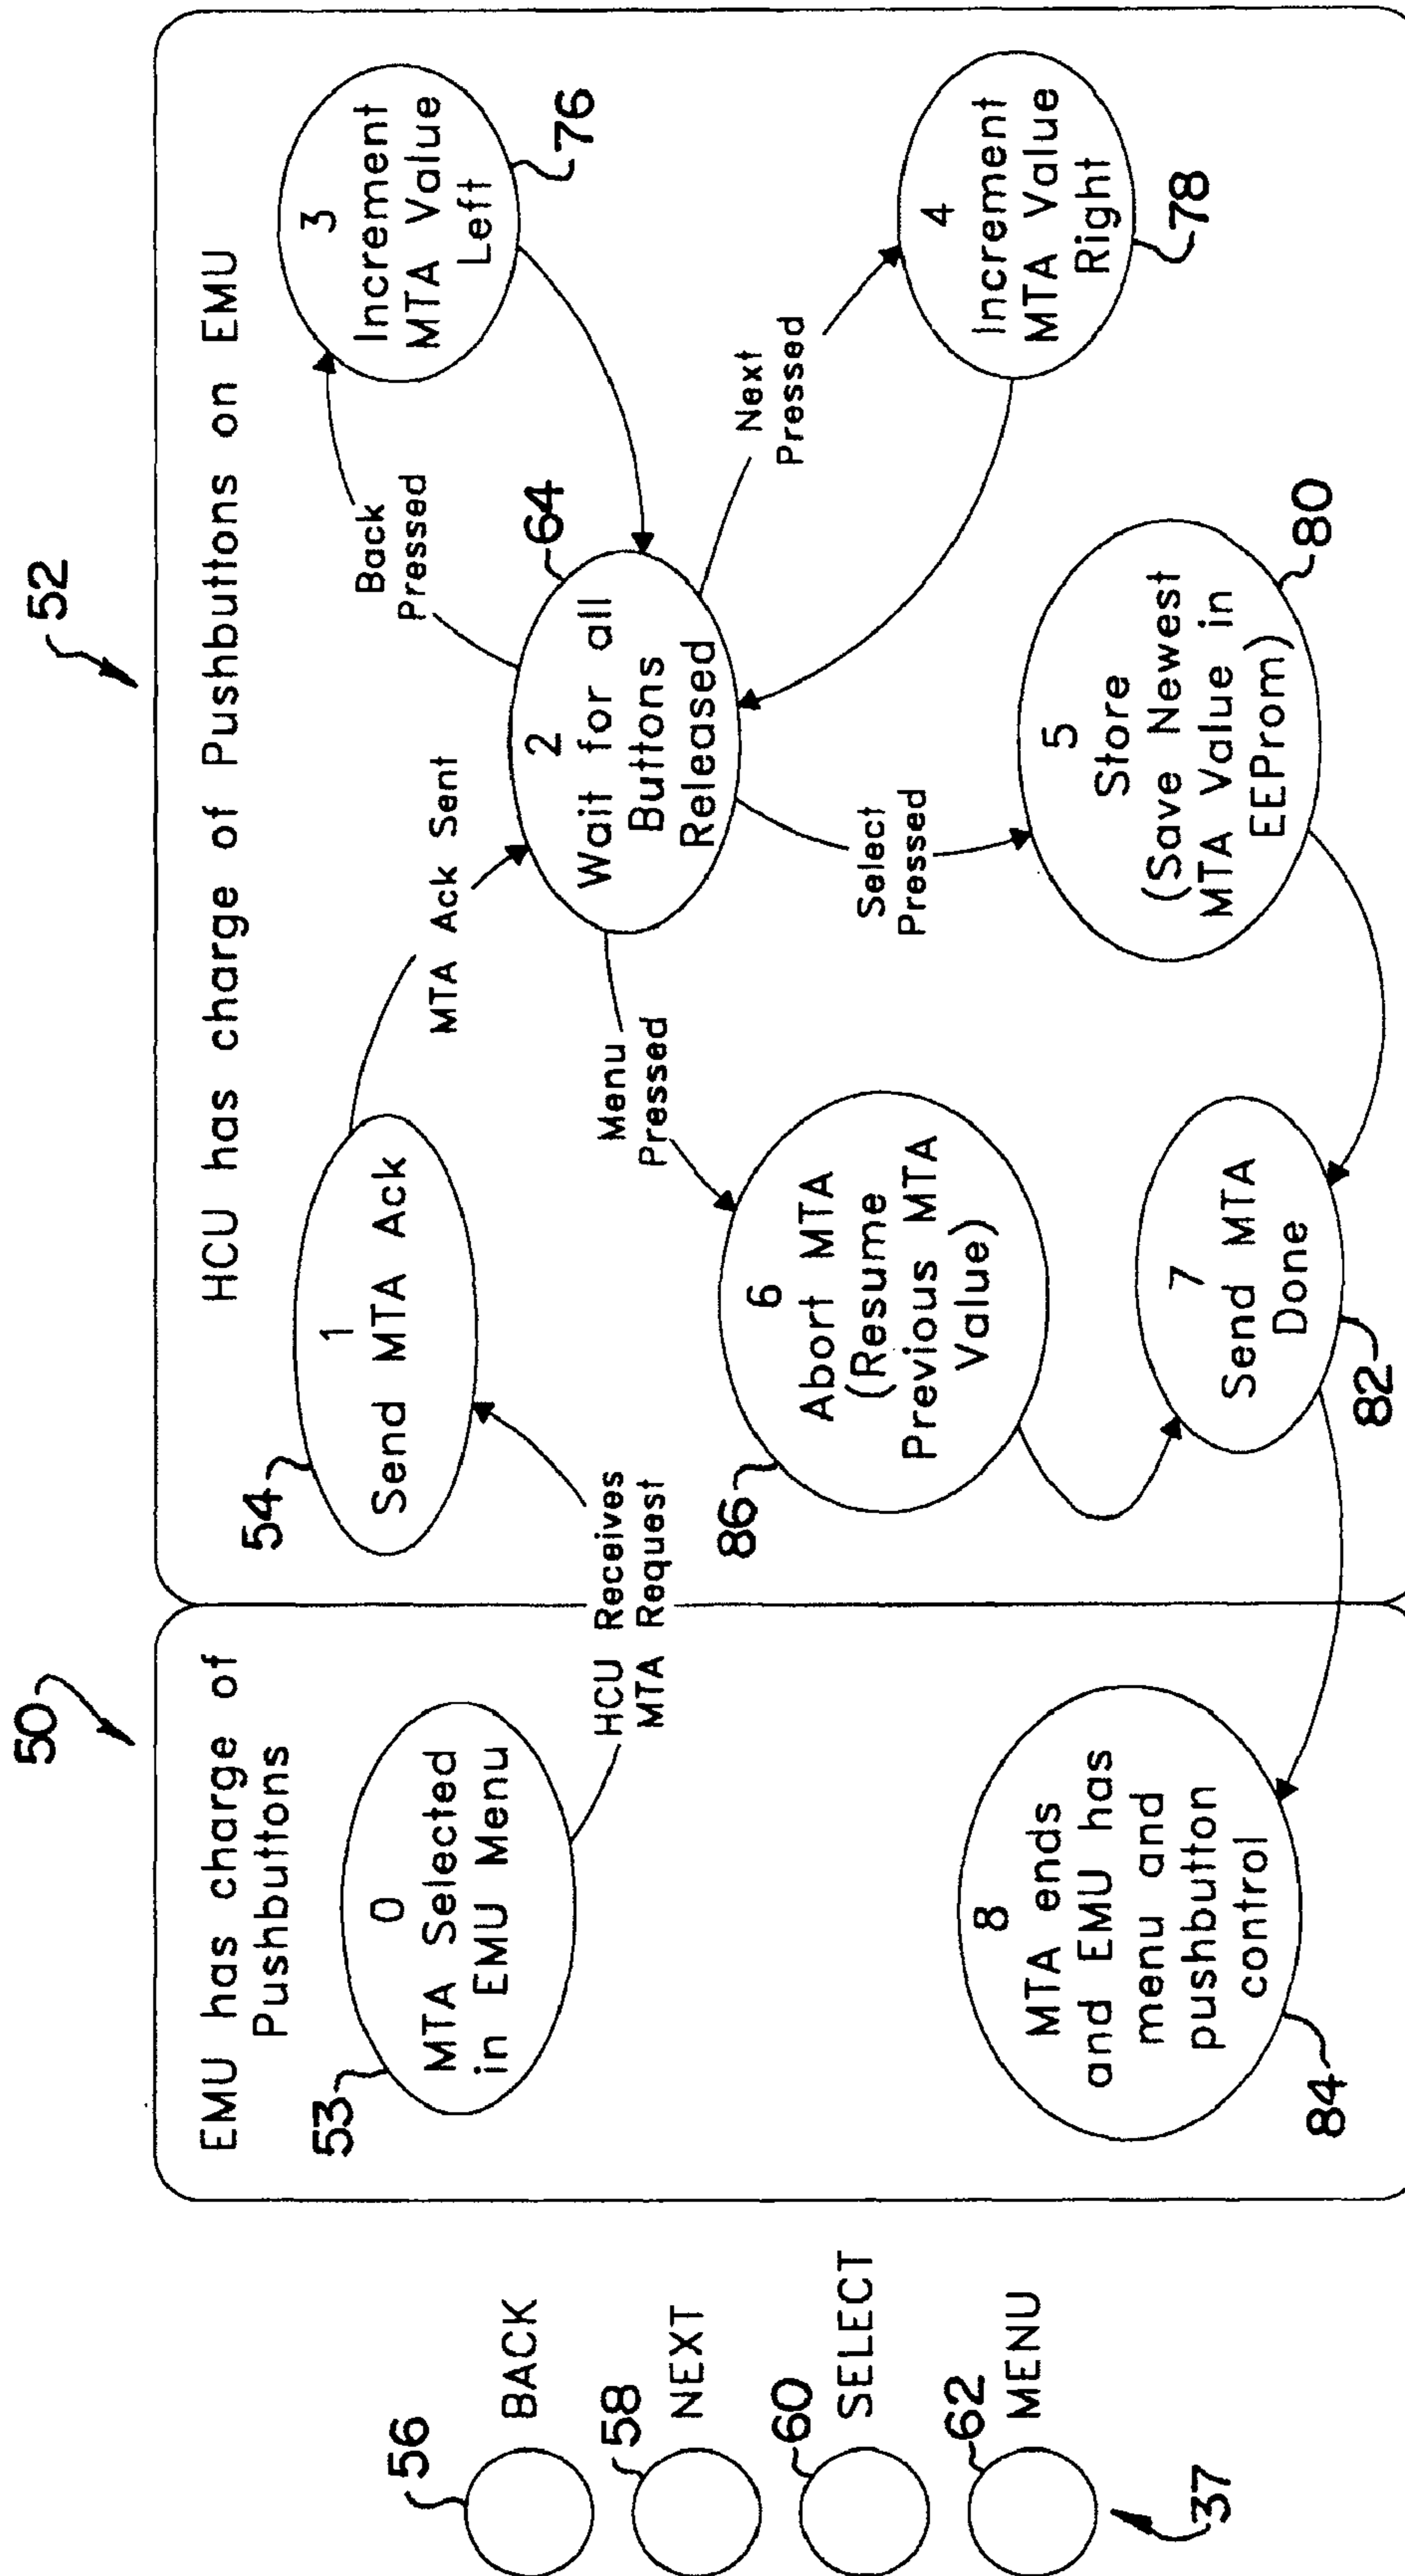 50
52
EMU has charge of
Pushbuttons
HCU has charge of Pushbuttons on EMU
53
0
MTA Selected
in EMU Menu
HCU Receives
MTA Request
54
1
Send MTA Ack
MTA Ack Sent
64
2
Wait for all
Buttons
Released
Back
Pressed
3
Increment
MTA Value
Left
76
Next
Pressed
4
Increment
MTA Value
Right
78
Menu
Pressed
86
6
Abort MTA
(Resume
Previous MTA
Value)
Select
Pressed
5
Store
(Save Newest
MTA Value in
EEProm)
80
7
Send MTA
Done
82
8
MTA ends
and EMU has
menu and
pushbutton
control
84
56
BACK
58
NEXT
60
SELECT
62
MENU
37